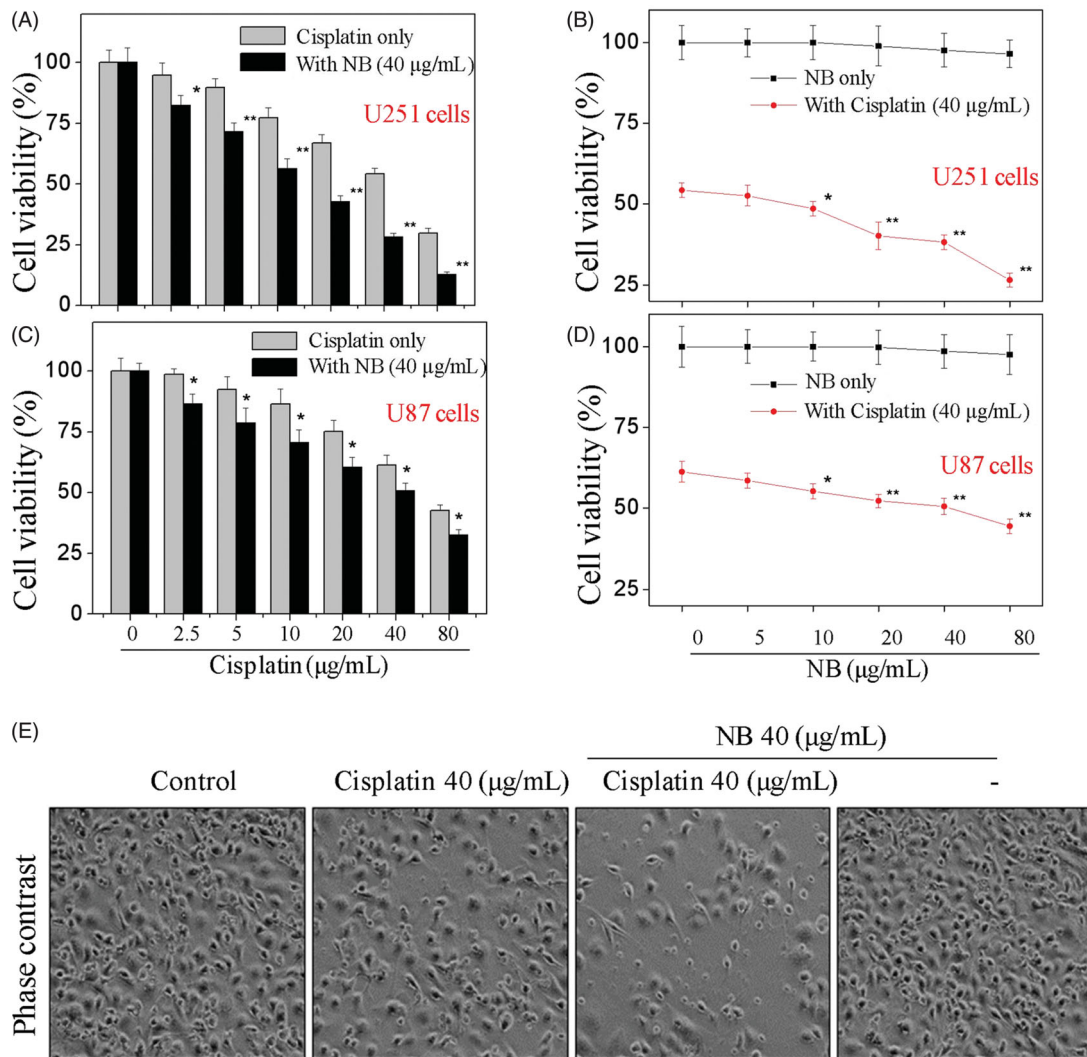 (A)
Cell viability (%)
100
75
50
25
0
Cisplatin only
With NB (40 μg/mL)
U251 cells
*
**
**
**
**
**
(B)
Cell viability (%)
100
75
50
25
NB only
With Cisplatin (40 μg/mL)
U251 cells
*
**
**
**
(C)
Cell viability (%)
100
75
50
25
0
Cisplatin only
With NB (40 μg/mL)
U87 cells
*
*
*
*
*
*
0 2.5 5 10 20 40 80
Cisplatin (μg/mL)
(D)
Cell viability (%)
100
75
50
25
NB only
With Cisplatin (40 μg/mL)
U87 cells
*
**
**
**
0 5 10 20 40 80
NB (μg/mL)
(E)
NB 40 (μg/mL)
Control Cisplatin 40 (μg/mL) Cisplatin 40 (μg/mL) -
Phase contrast